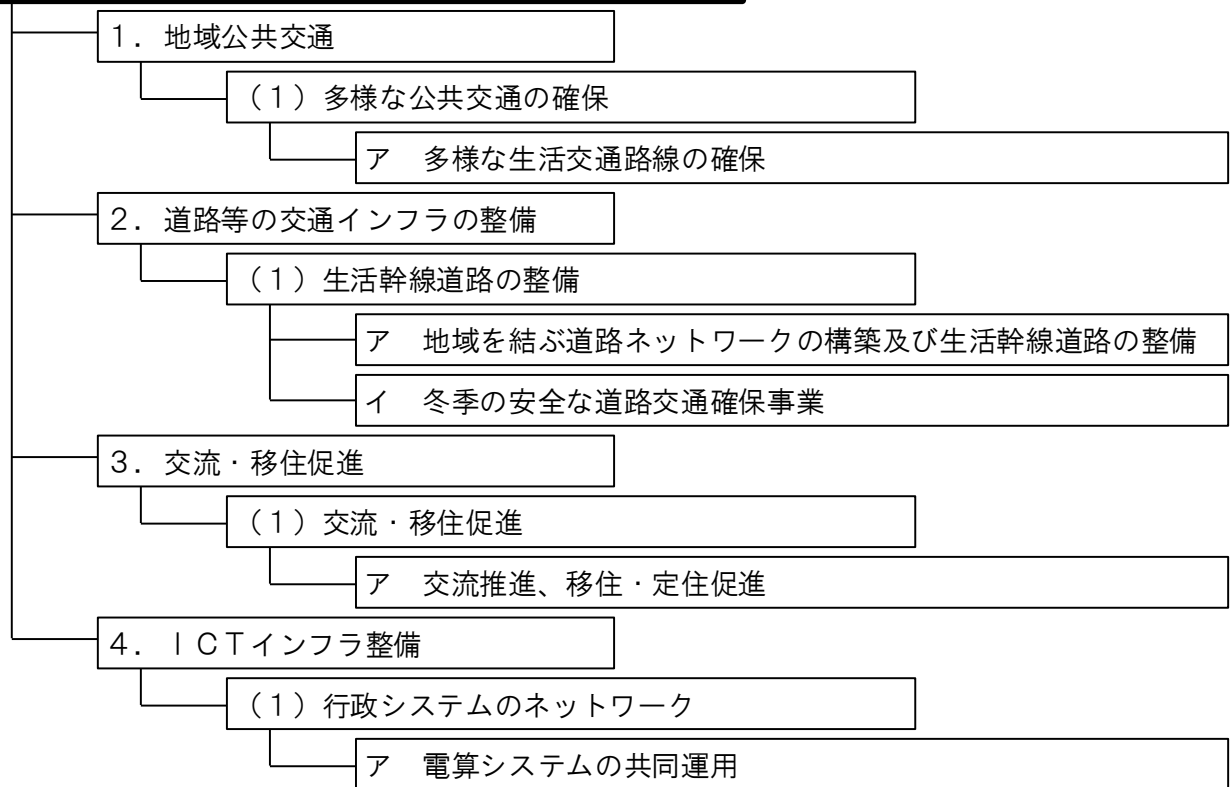 １．地域公共交通
（１）多様な公共交通の確保
ア　多様な生活交通路線の確保
２．道路等の交通インフラの整備
（１）生活幹線道路の整備
ア　地域を結ぶ道路ネットワークの構築及び生活幹線道路の整備
イ　冬季の安全な道路交通確保事業
３．交流・移住促進
（１）交流・移住促進
ア　交流推進、移住・定住促進
４．ＩＣＴインフラ整備
（１）行政システムのネットワーク
ア　電算システムの共同運用